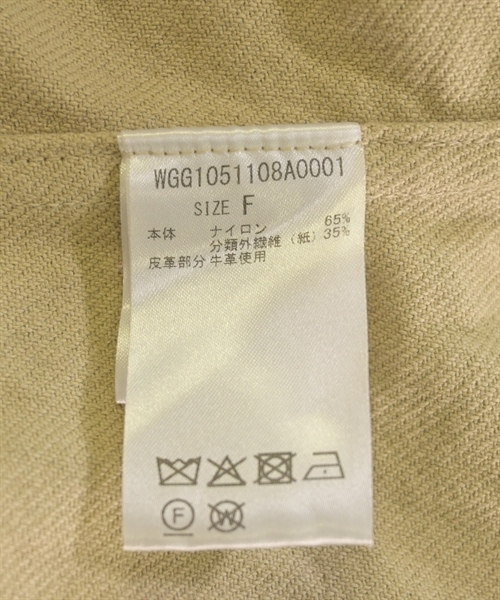 WGG1051108A0001
SIZE F
本体 ナイロン 65%
分類外繊維（紙）35%
皮革部分 牛革使用
F W